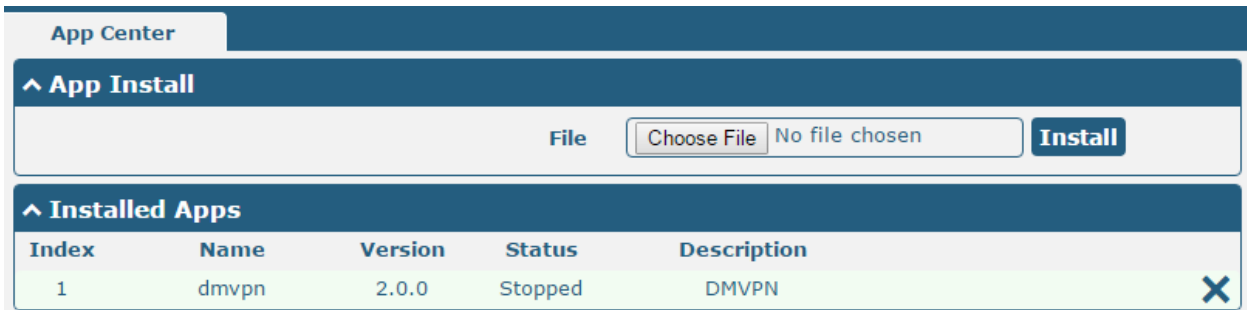 App Center
App Install
File Choose File No file chosen Install
Installed Apps
Index Name Version Status Description
1 dmvpn 2.0.0 Stopped DMVPN